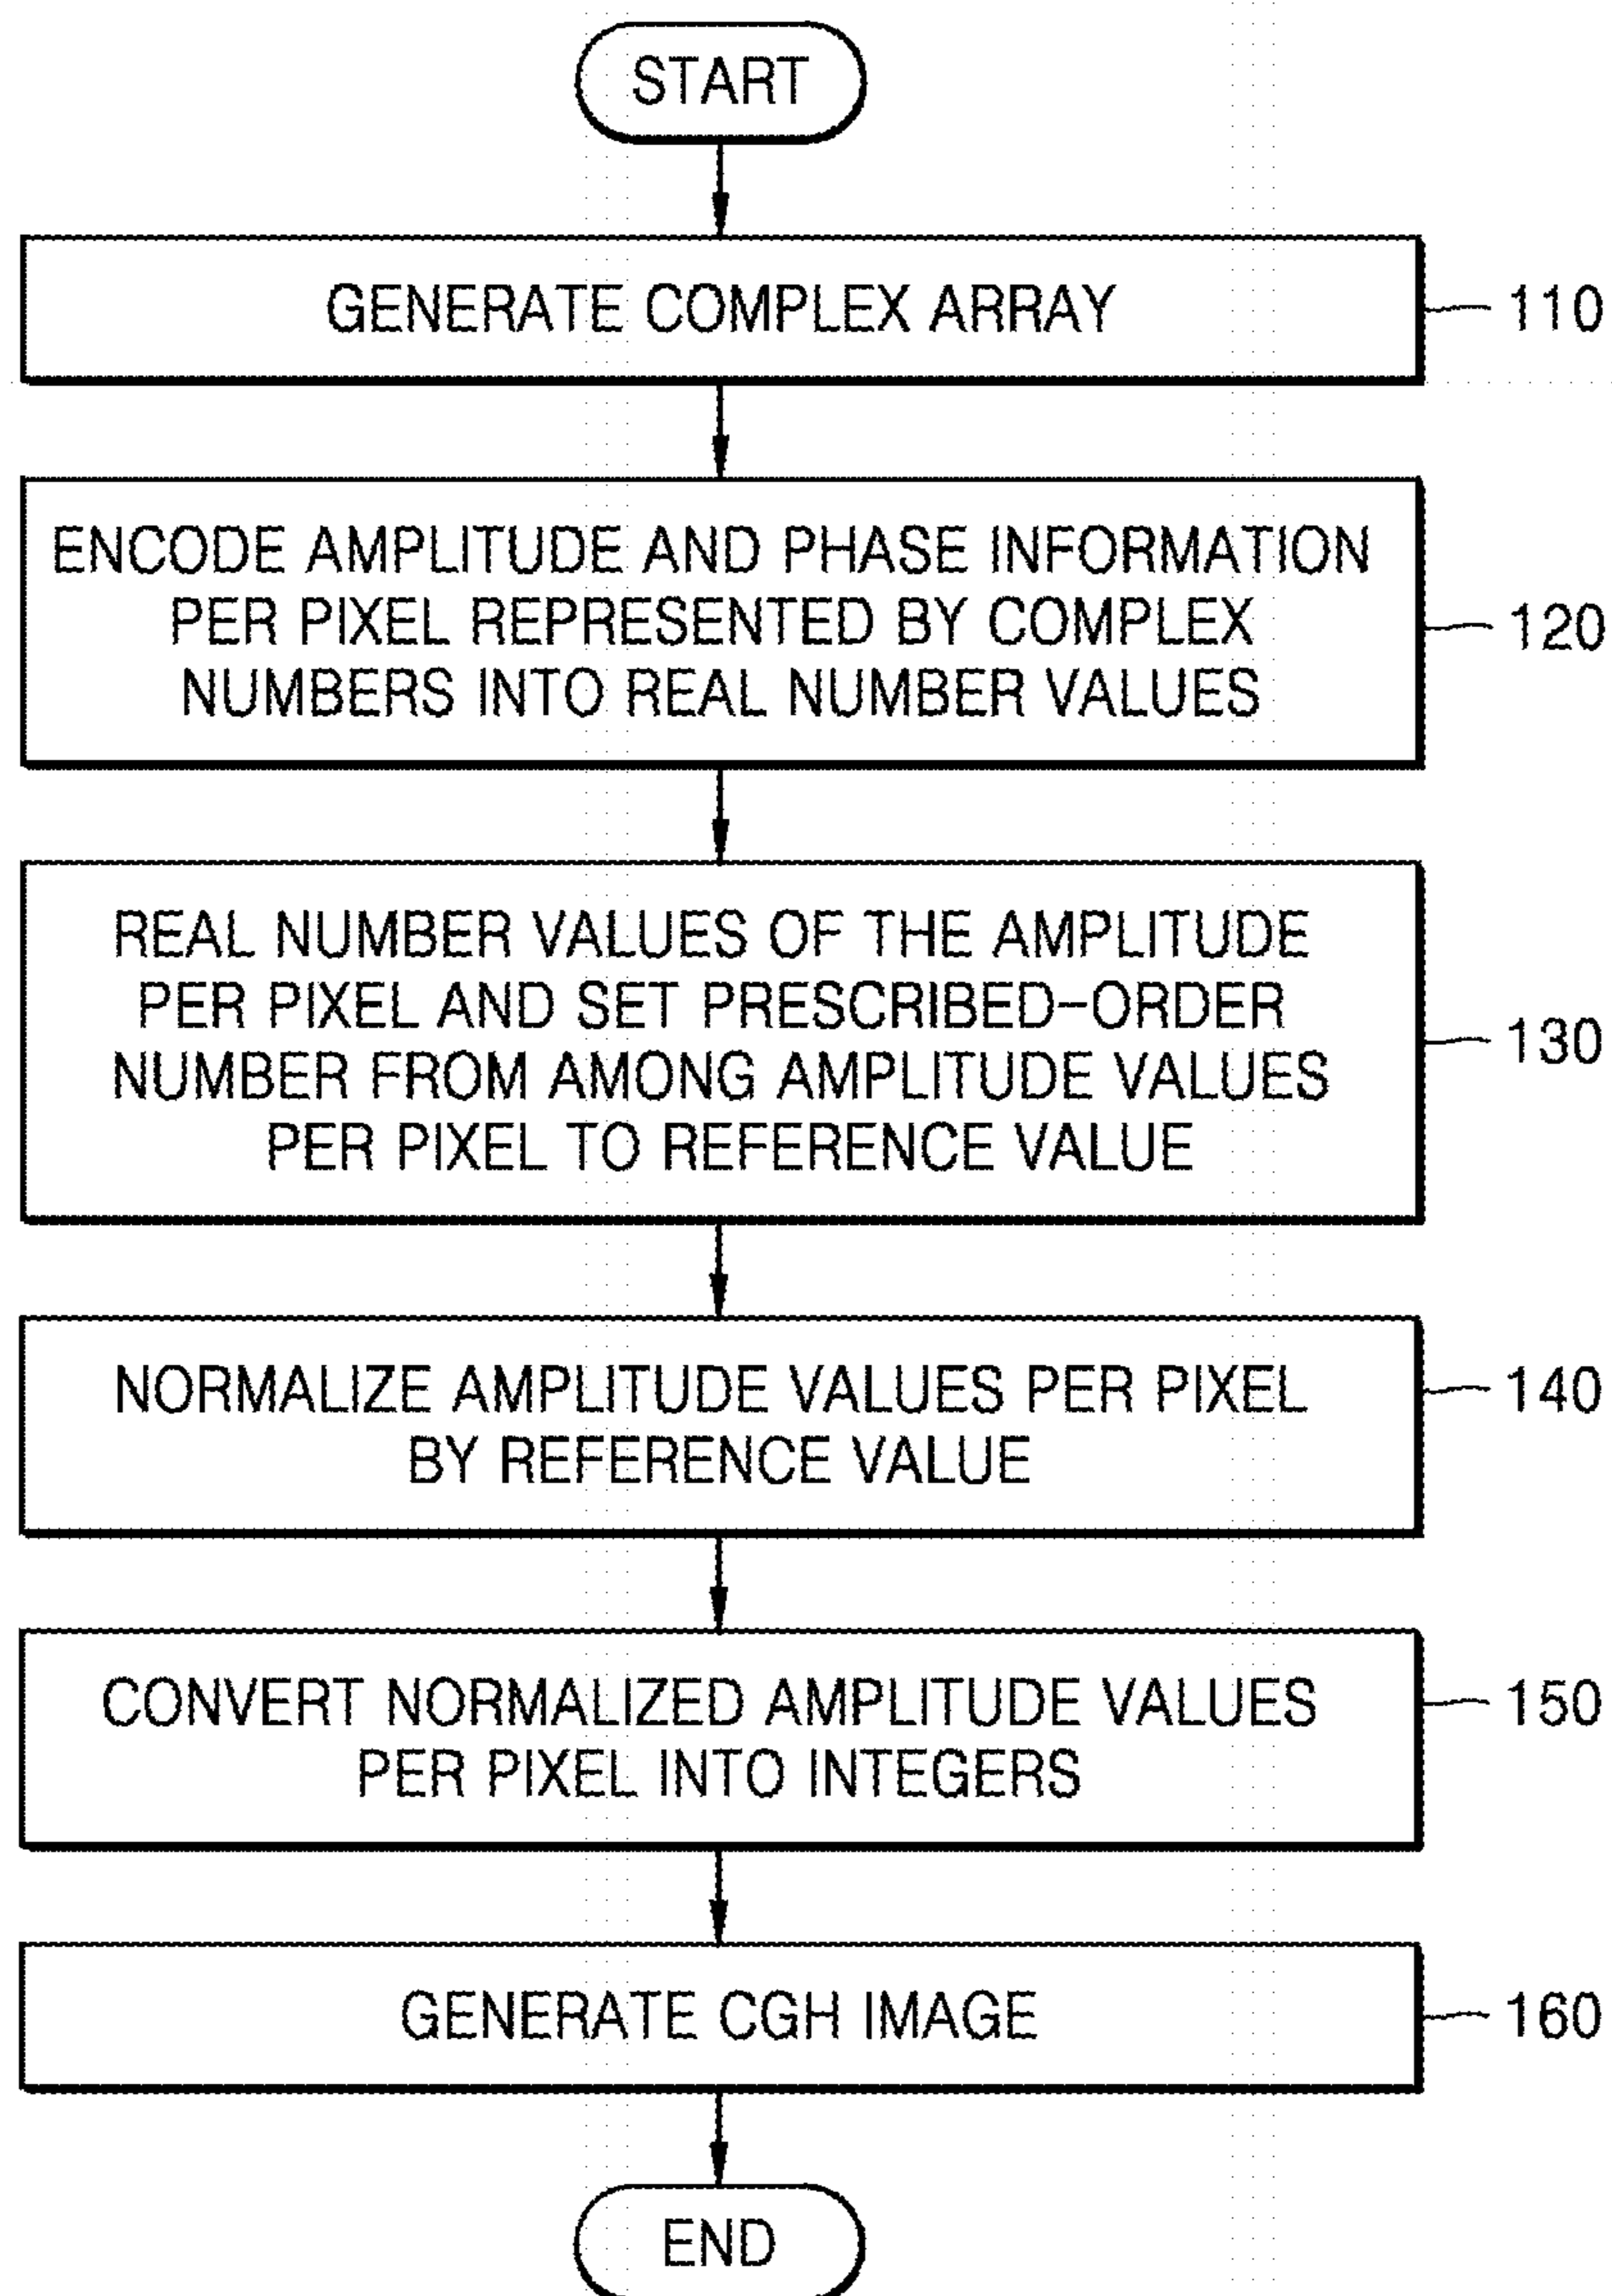 START
GENERATE COMPLEX ARRAY
110
ENCODE AMPLITUDE AND PHASE INFORMATION
PER PIXEL REPRESENTED BY COMPLEX
NUMBERS INTO REAL NUMBER VALUES
120
REAL NUMBER VALUES OF THE AMPLITUDE
PER PIXEL AND SET PRESCRIBED-ORDER
NUMBER FROM AMONG AMPLITUDE VALUES
PER PIXEL TO REFERENCE VALUE
130
NORMALIZE AMPLITUDE VALUES PER PIXEL
BY REFERENCE VALUE
140
CONVERT NORMALIZED AMPLITUDE VALUES
PER PIXEL INTO INTEGERS
150
GENERATE CGH IMAGE
160
END